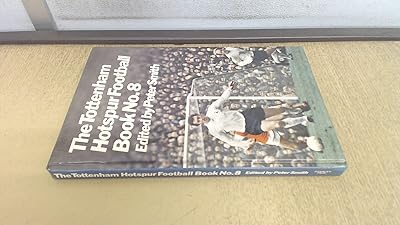 The Tottenham
Hotspur Football
Book No.8
Edited by Peter Smith
The Tottenham Hotspur Football Book No.8 Edited by Peter Smith